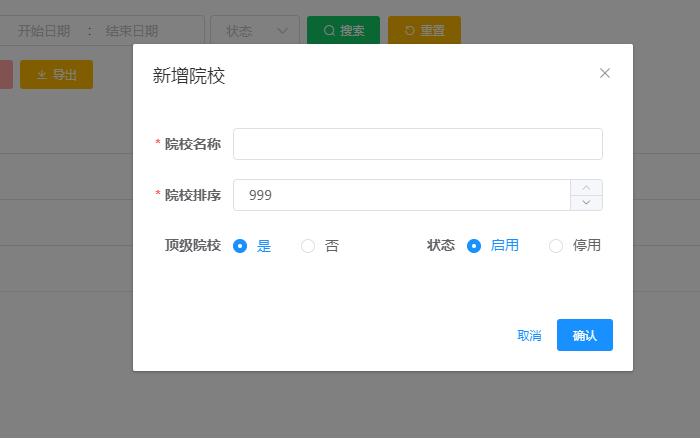 开始日期 : 结束日期 状态 搜索 重置
导出
新增院校
* 院校名称
* 院校排序 999
顶级院校 是 否 状态 启用 停用
取消 确认